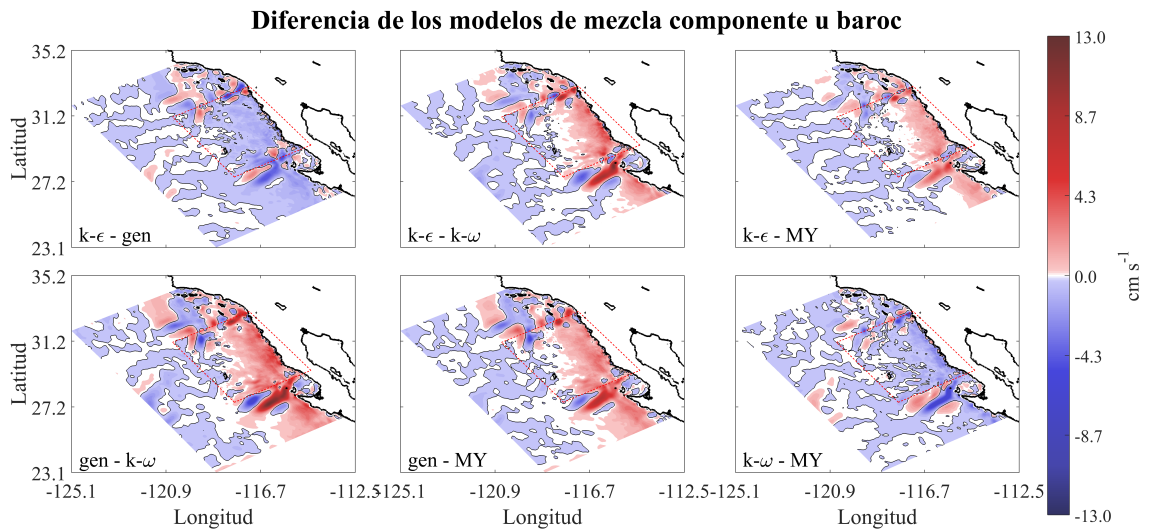 Diferencia de los modelos de mezcla componente u baroc
35.2
31.2
27.2
23.1
Latitud
k-ϵ - gen
k-ϵ - k-ω
k-ϵ - MY
35.2
31.2
27.2
23.1
Latitud
gen - k-ω
gen - MY
k-ω - MY
-125.1 -120.9 -116.7 -112.5
-125.1 -120.9 -116.7 -112.5
-125.1 -120.9 -116.7 -112.5
Longitud
Longitud
Longitud
13.0
8.7
4.3
0.0
-4.3
-8.7
-13.0
cm s⁻¹